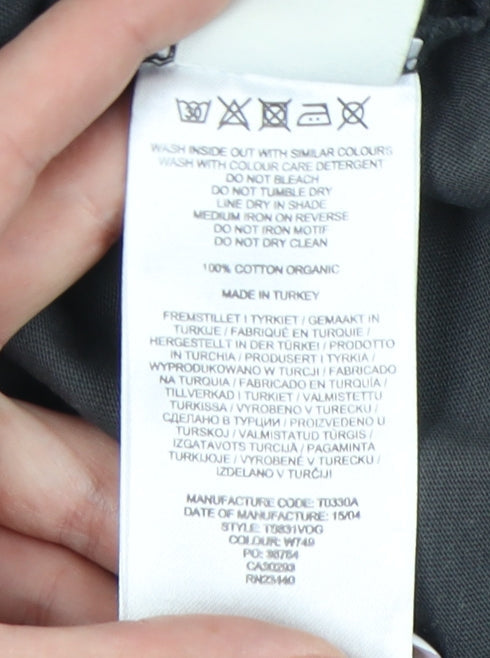 30
WASH INSIDE OUT WITH SIMILAR COLOURS
WASH WITH COLOUR CARE DETERGENT
DO NOT BLEACH
DO NOT TUMBLE DRY
LINE DRY IN SHADE
MEDIUM IRON ON REVERSE
DO NOT IRON MOTIF
DO NOT DRY CLEAN
100% COTTON ORGANIC
MADE IN TURKEY
FREMSTILLET I TYRKIET / GEMAAKT IN
TURKIJE / FABRIQUÉ EN TURQUIE /
HERGESTELLT IN DER TÜRKEI / PRODOTTO
IN TURCHIA / PRODUSERT I TYRKIA /
WYPRODUKOWANO W TURCJI / FABRICADO
NA TURQUIA / FABRICADO EN TURQUÍA /
TILLVERKAD I TURKIET / VALMISTETTU
TURKISSA / VYROBENO V TURECKU /
СДЕЛАНО В ТУРЦИИ / PROIZVEDENO U
TURSKOJ / VALMISTATUD TÜRGIS /
IZGATAVOTS TURCIJĀ / PAGAMINTA
TURKIJOJE / VYROBENÉ V TURECKU /
IZDELANO V TURČIJI
MANUFACTURE CODE: T0330A
DATE OF MANUFACTURE: 15/04
STYLE: T0831VOG
COLOUR: W749
PO:
CA30293
RN23440